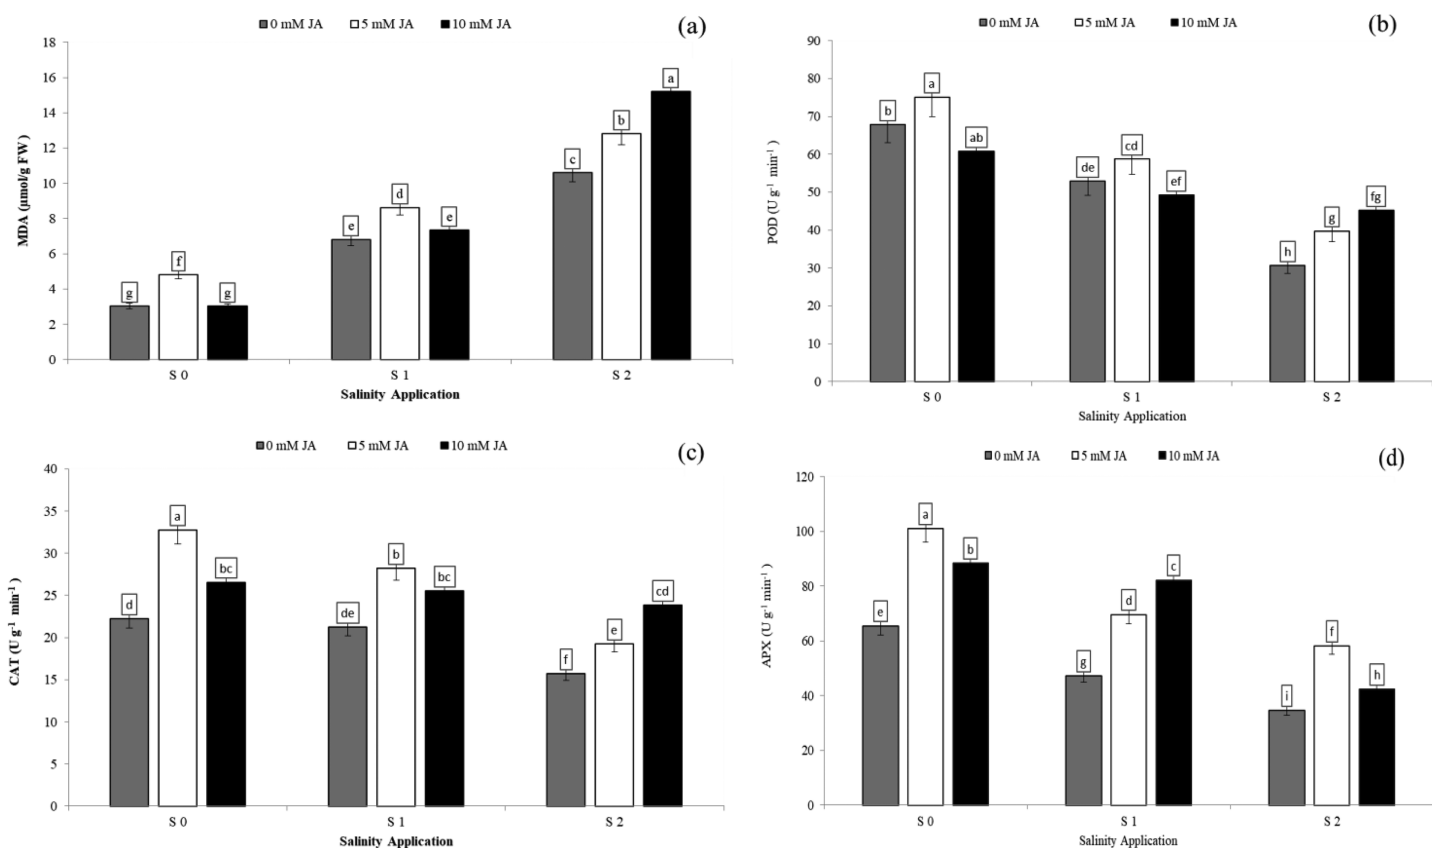 0 mM JA 5 mM JA 10 mM JA (a)
18
16
14
12
10
8
6
4
2
0
MDA (µmol/g FW)
g f g e d e c b a
S 0 S 1 S 2
Salinity Application
0 mM JA 5 mM JA 10 mM JA (b)
90
80
70
60
50
40
30
20
10
0
POD (U g⁻¹ min⁻¹)
b a ab de cd ef h g fg
S 0 S 1 S 2
Salinity Application
0 mM JA 5 mM JA 10 mM JA (c)
40
35
30
25
20
15
10
5
0
CAT (U g⁻¹ min⁻¹)
d a bc de b bc f e cd
S 0 S 1 S 2
Salinity Application
0 mM JA 5 mM JA 10 mM JA (d)
120
100
80
60
40
20
0
APX (U g⁻¹ min⁻¹)
e a b g d c i f h
S 0 S 1 S 2
Salinity Application